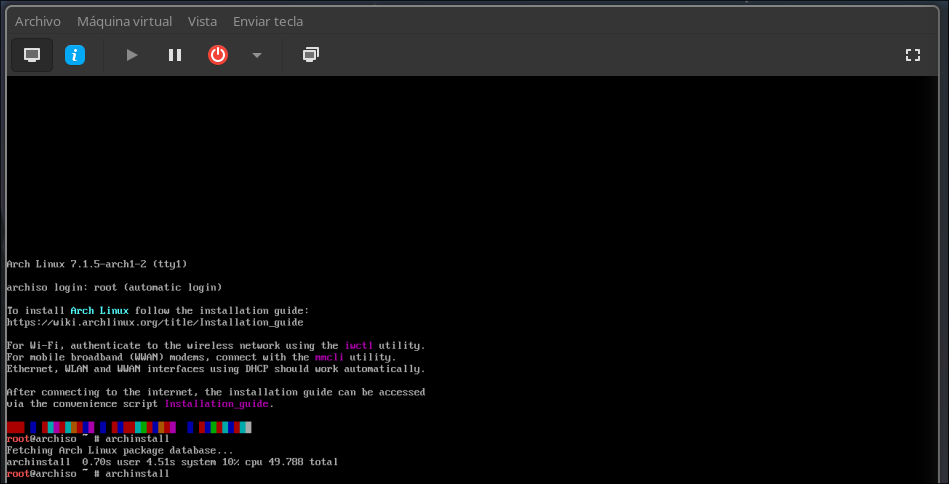 Archivo Máquina virtual Vista Enviar tecla
Arch Linux 7.1.5-arch1-2 (tty1)
archiso login: root (automatic login)
To install Arch Linux follow the installation guide:
https://wiki.archlinux.org/title/Installation_guide
For Wi-Fi, authenticate to the wireless network using the iwctl utility.
For mobile broadband (WWAN) modems, connect with the mmcli utility.
Ethernet, WLAN and WWAN interfaces using DHCP should work automatically.
After connecting to the internet, the installation guide can be accessed
via the convenience script Installation_guide.
root@archiso ~ # archinstall
Fetching Arch Linux package database...
archinstall  0.70s user 4.51s system 10% cpu 49.788 total
root@archiso ~ # archinstall